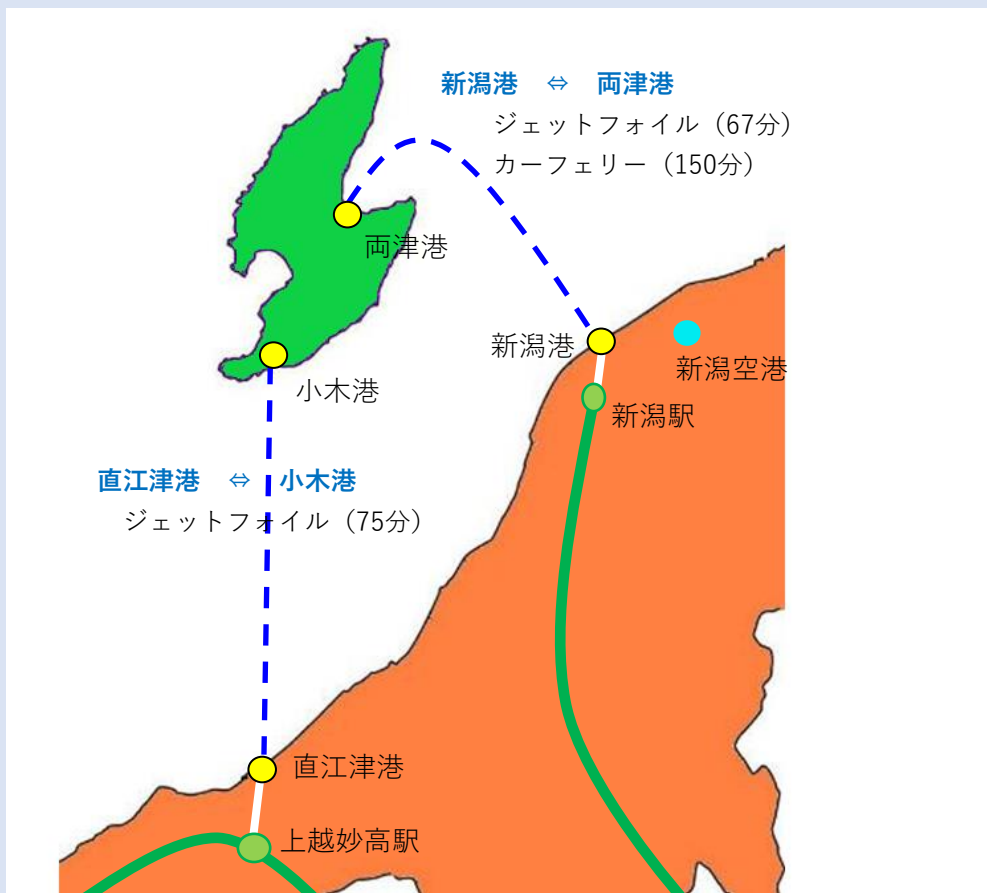 新潟港 ⇔ 両津港
ジェットフォイル（67分）
カーフェリー（150分）
両津港
新潟港
新潟空港
小木港
新潟駅
直江津港 ⇔ 小木港
ジェットフォイル（75分）
直江津港
上越妙高駅